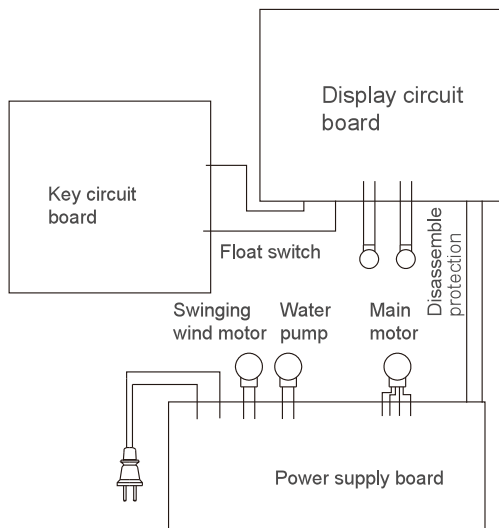 Display circuit
board
Key circuit
board
Float switch
Disassemble
protection
Swinging
wind motor
Water
pump
Main
motor
Power supply board